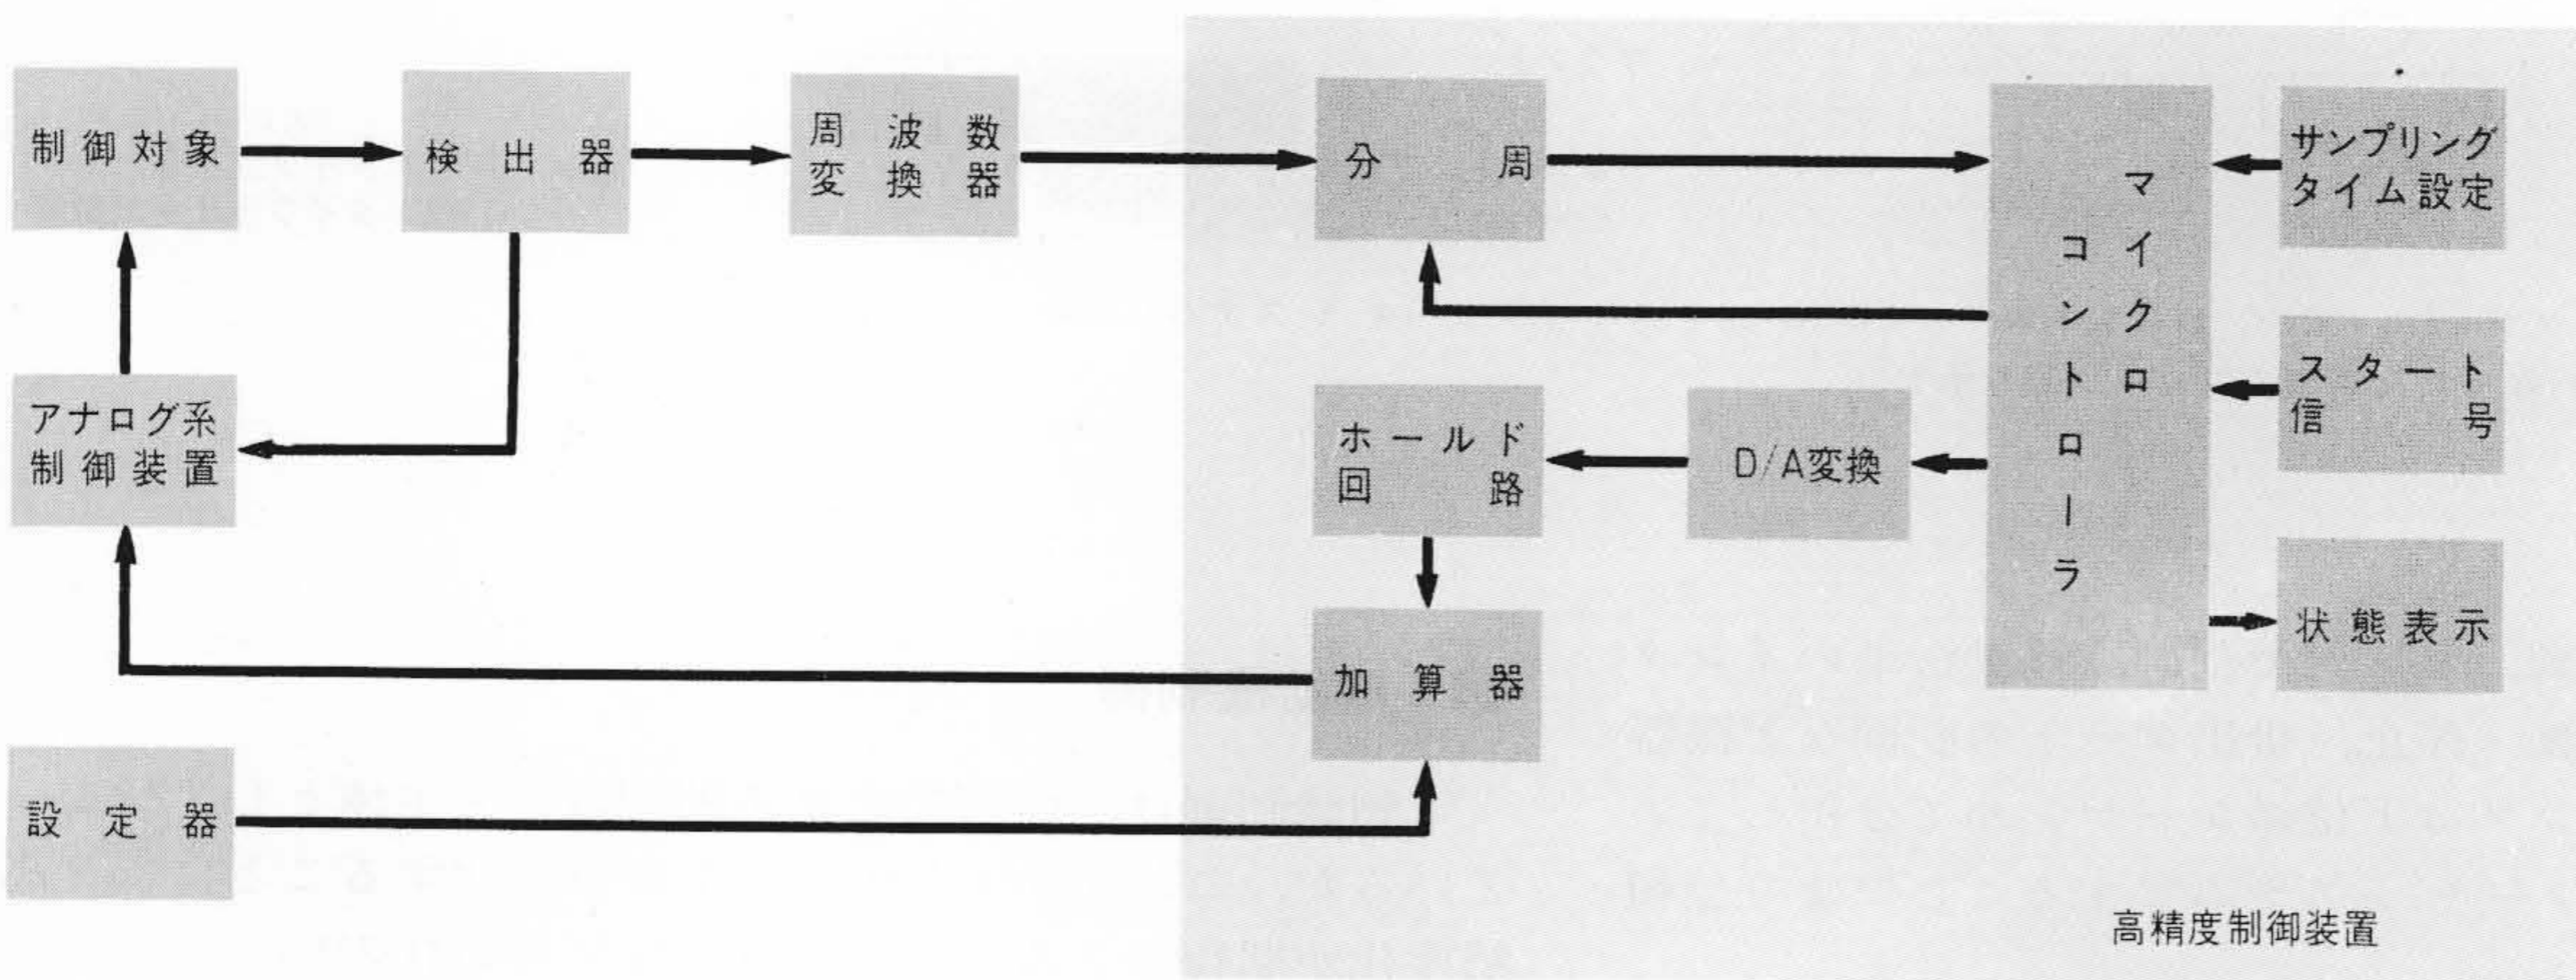 制御対象
検出器
周波数
変換器
分周
マイクロ
コントローラ
サンプリング
タイム設定
スタート
信号
状態表示
アナログ系
制御装置
ホールド
回路
D/A変換
加算器
設定器
高精度制御装置